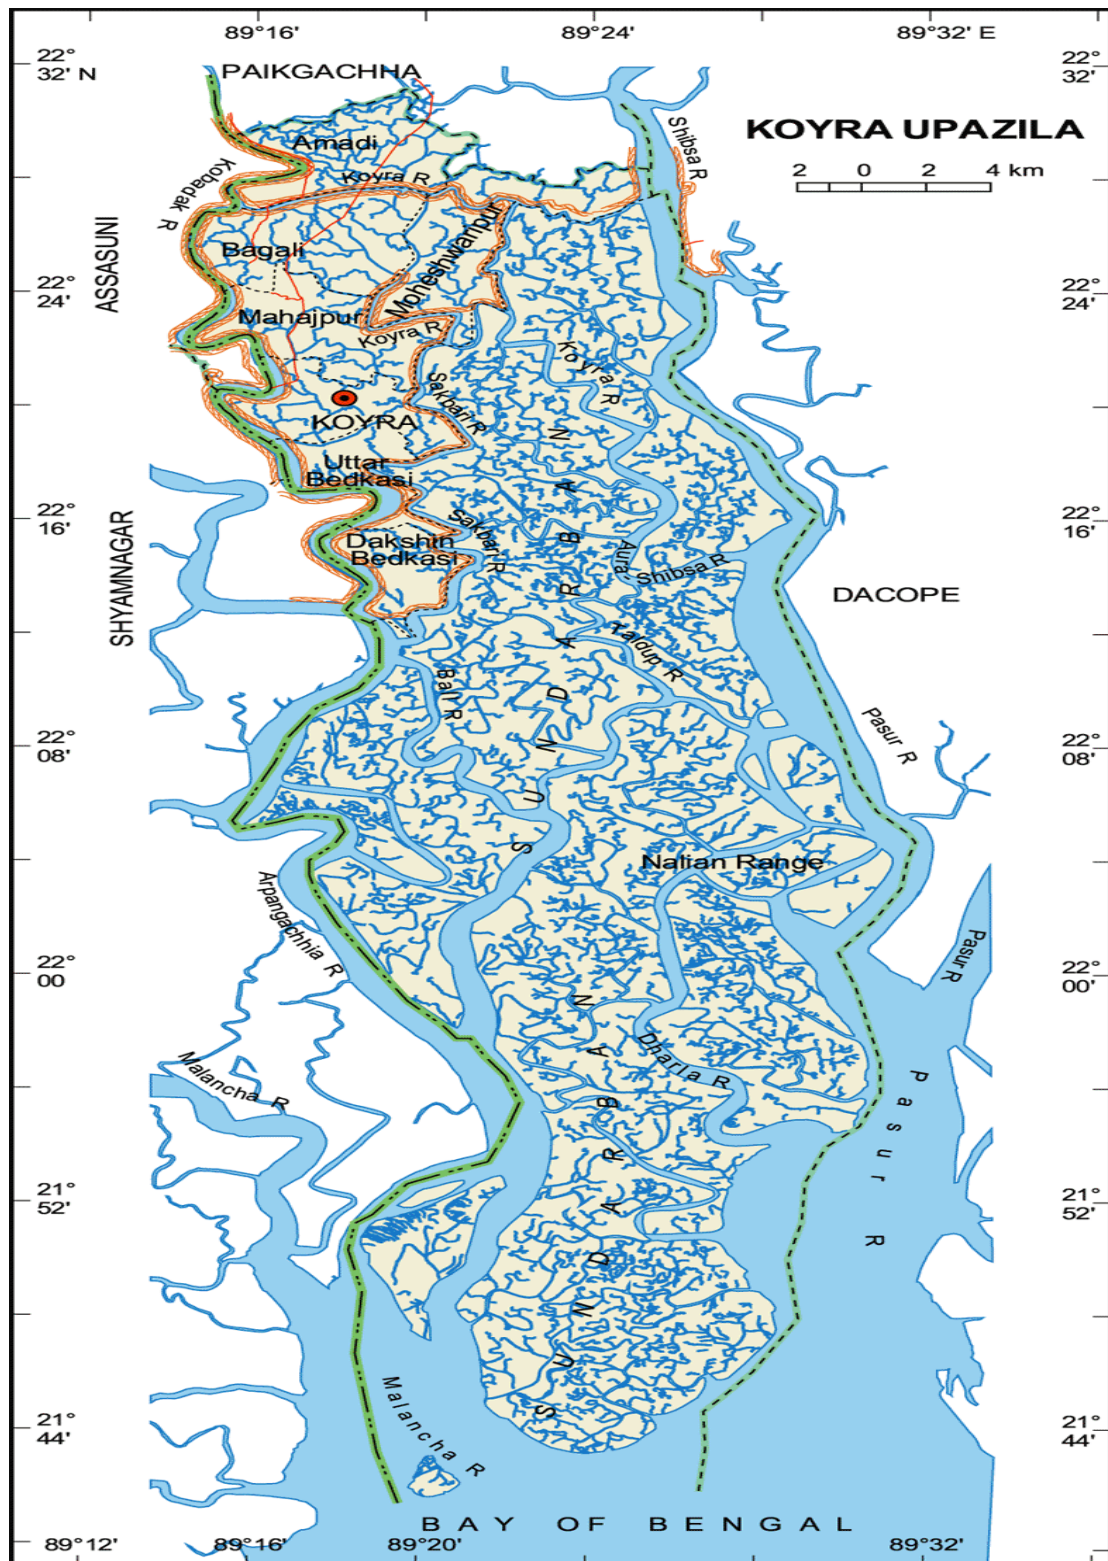 89°16' 89°24' 89°32' E
22°
32' N
22°
32'
PAIKGACHHA
KOYRA UPAZILA
2 0 2 4 km
Shibsa R
Amadi
Kobadak R
Koyra R
ASSASUNI
Bagali
Moheshwaripur
22°
24'
22°
24'
Mahajpur
Koyra R
Koyra R
Sakbari R
KOYRA
Uttar
Bedkasi
22°
16'
22°
16'
SHYAMNAGAR
Dakshin
Bedkasi
Sakbari R
Aura
Shibsa R
DACOPE
Taldup R
Ball R
SUNDARBAN
Pasur R
22°
08'
22°
08'
Nalian Range
Arpangachhia R
Pasur R
22°
00'
22°
00'
Dharla R
Malancha R
Pasur R
SUNDARBAN
21°
52'
21°
52'
Malancha R
21°
44'
21°
44'
BAY OF BENGAL
89°12' 89°16' 89°20' 89°32'